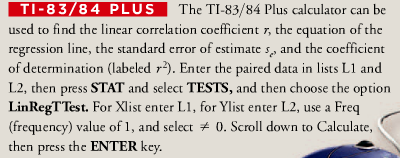 TI-83/84 PLUS The TI-83/84 Plus calculator can be
used to find the linear correlation coefficient r, the equation of the
regression line, the standard error of estimate sₑ, and the coefficient
of determination (labeled r²). Enter the paired data in lists L1 and
L2, then press STAT and select TESTS, and then choose the option
LinRegTTest. For Xlist enter L1, for Ylist enter L2, use a Freq
(frequency) value of 1, and select ≠ 0. Scroll down to Calculate,
then press the ENTER key.